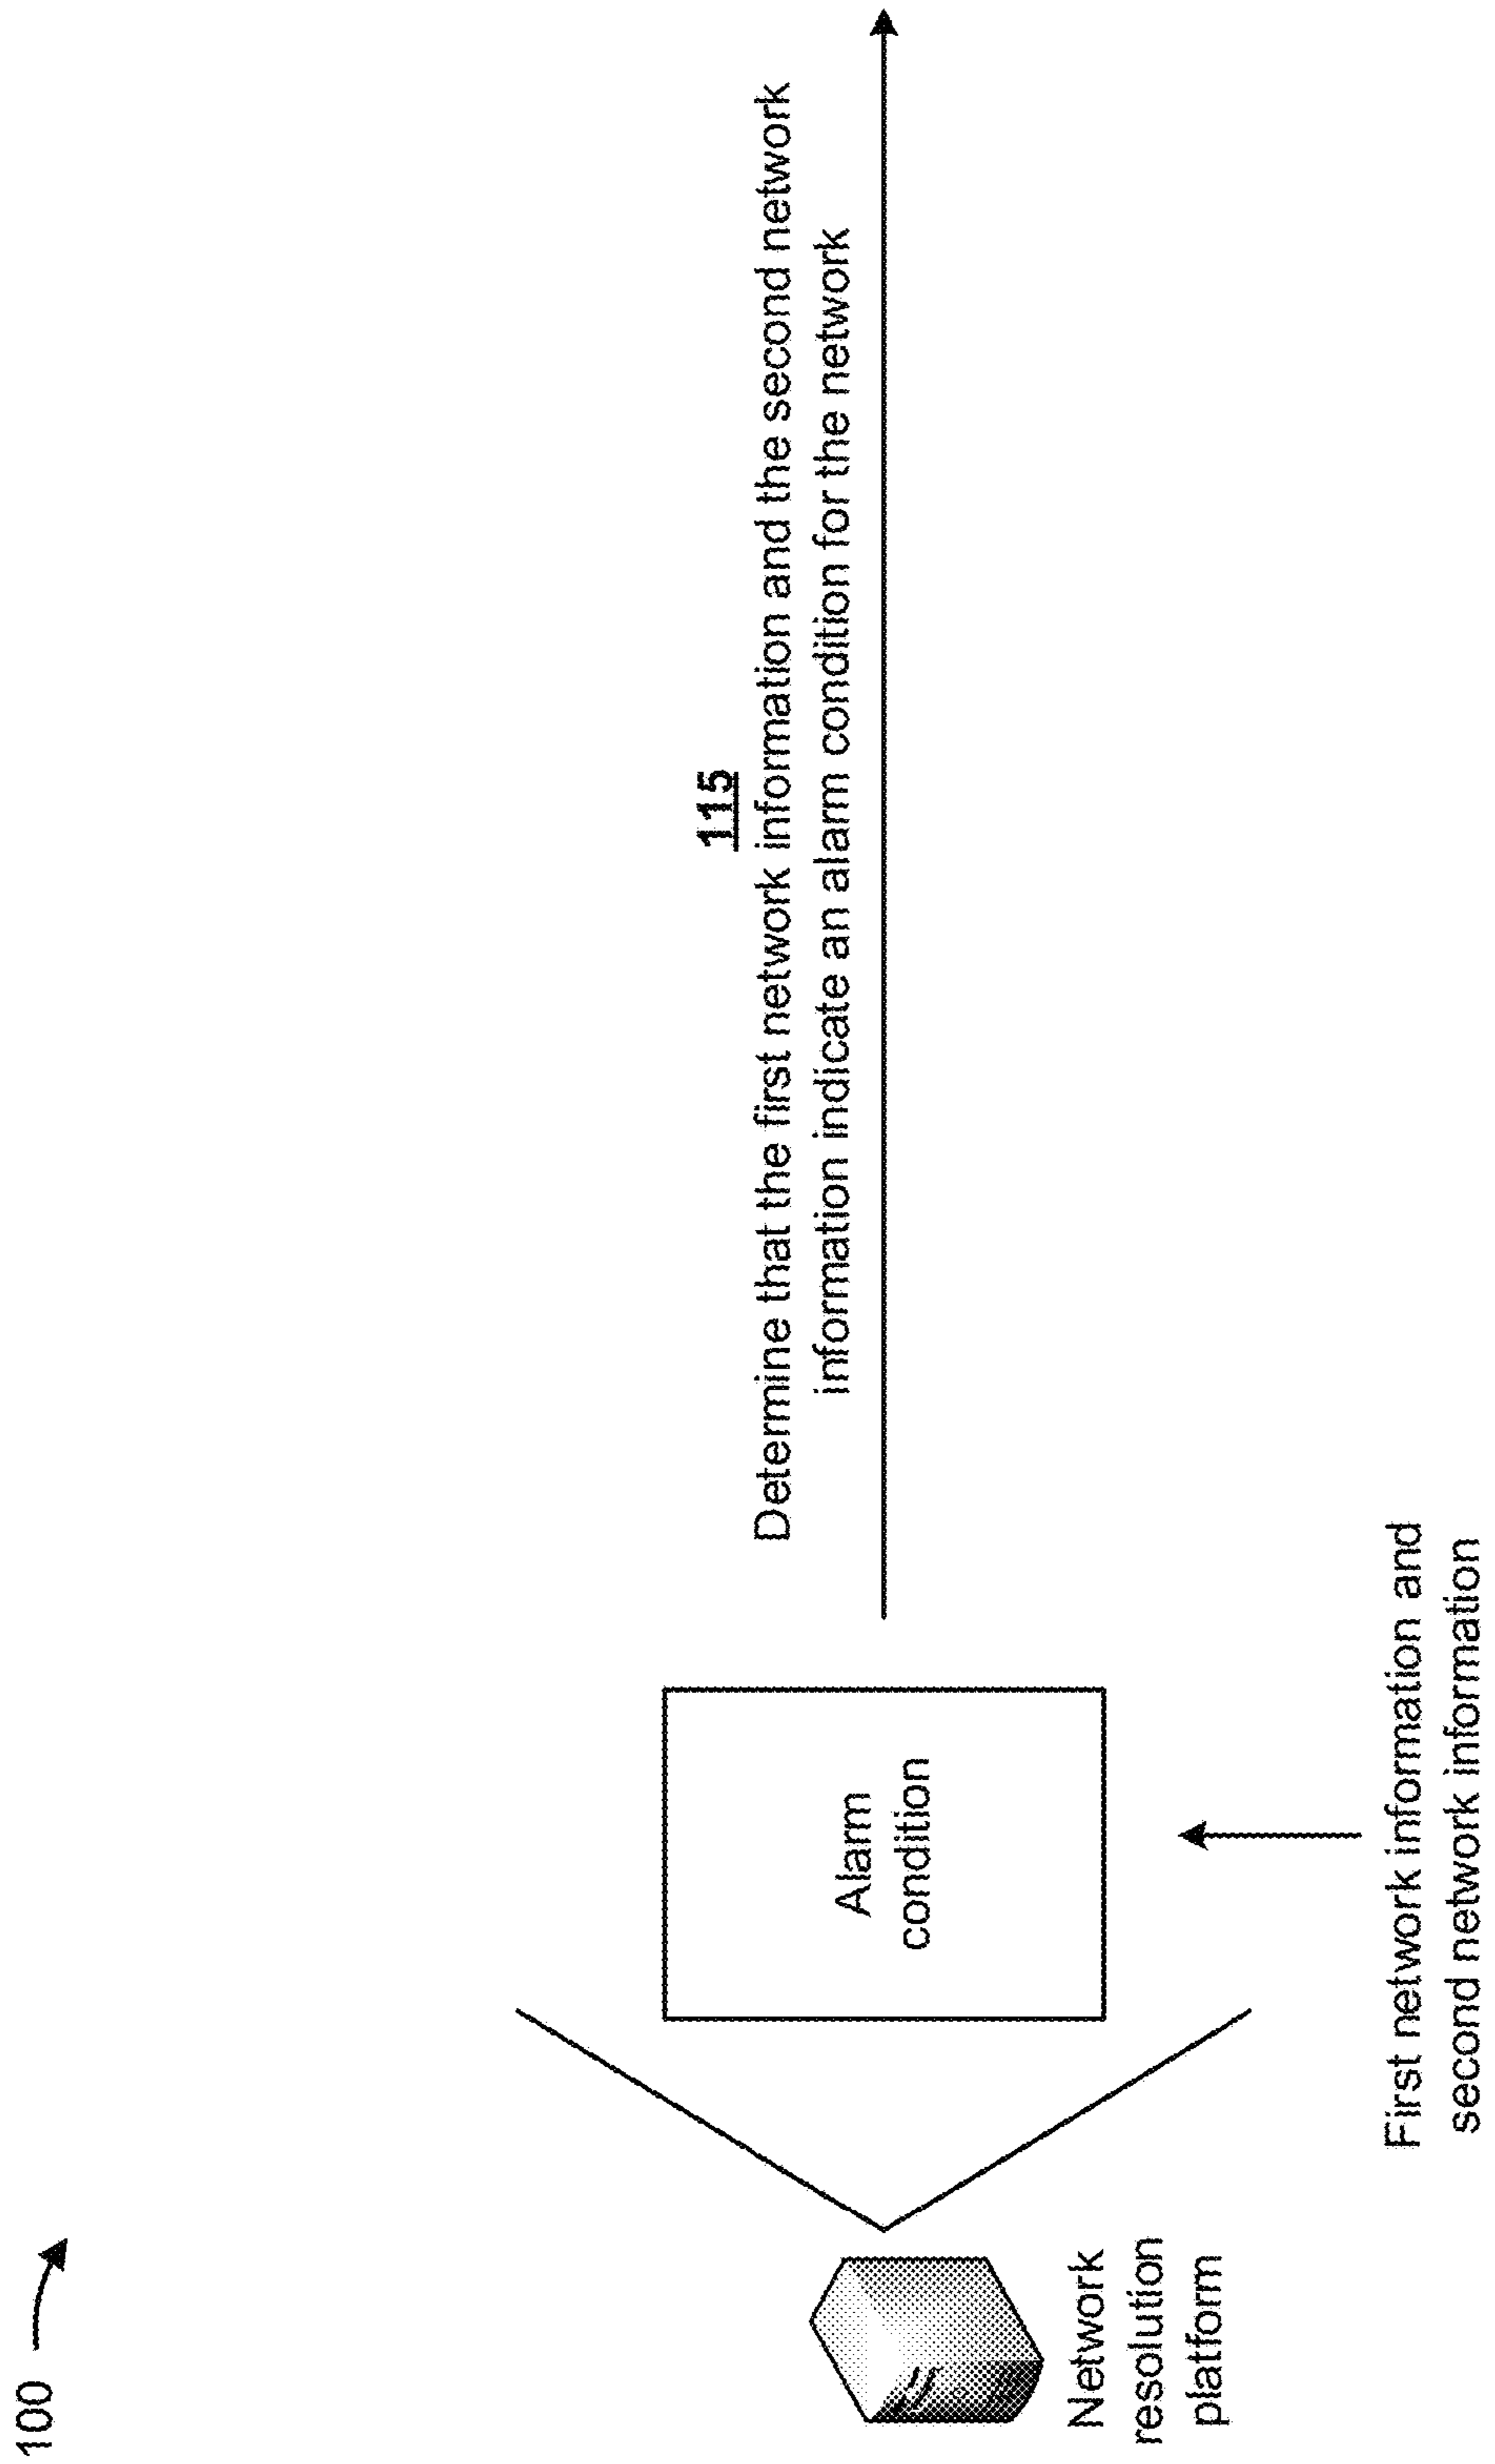 100
Network
resolution
platform
Alarm
condition
First network information and
second network information
115
Determine that the first network information and the second network
information indicate an alarm condition for the network